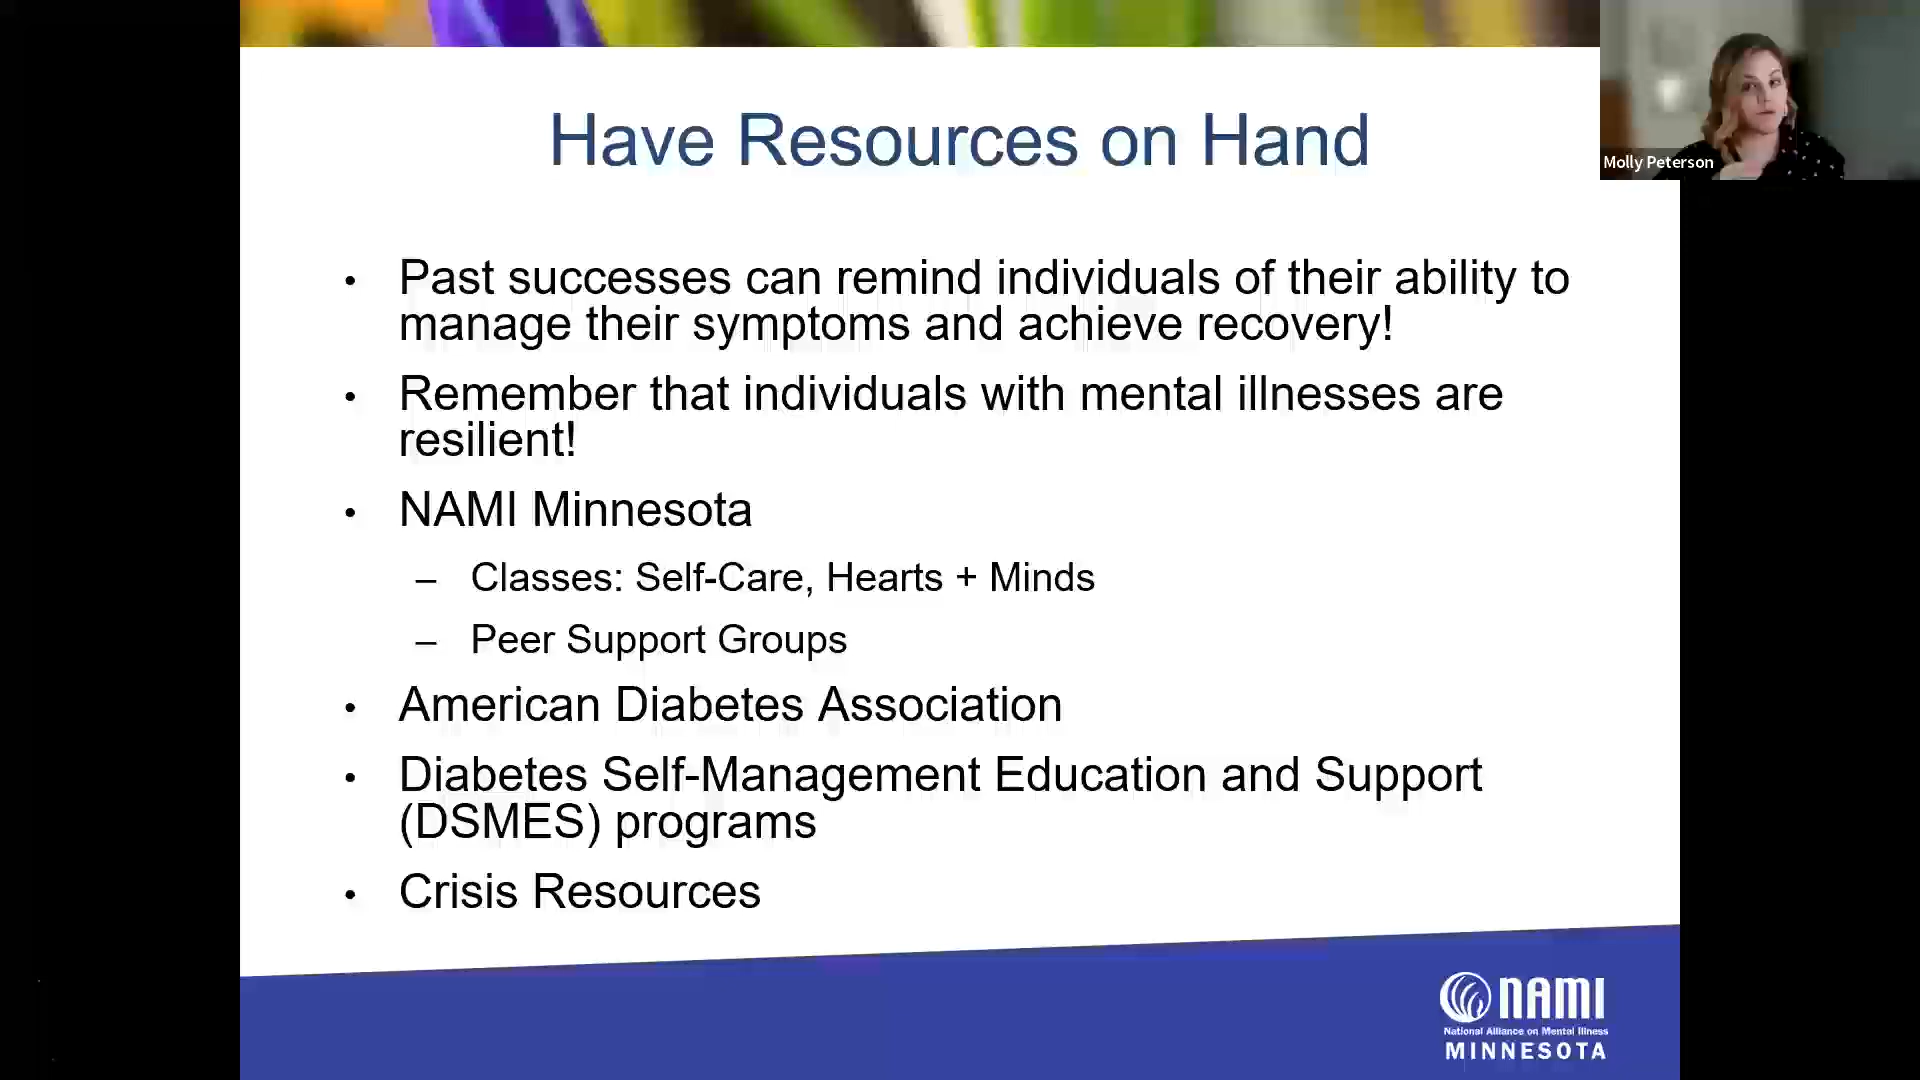 Have Resources on Hand
Molly Peterson
• Past successes can remind individuals of their ability to
manage their symptoms and achieve recovery!
• Remember that individuals with mental illnesses are
resilient!
• NAMI Minnesota
– Classes: Self-Care, Hearts + Minds
– Peer Support Groups
• American Diabetes Association
• Diabetes Self-Management Education and Support
(DSMES) programs
• Crisis Resources
NAMI
National Alliance on Mental Illness
MINNESOTA